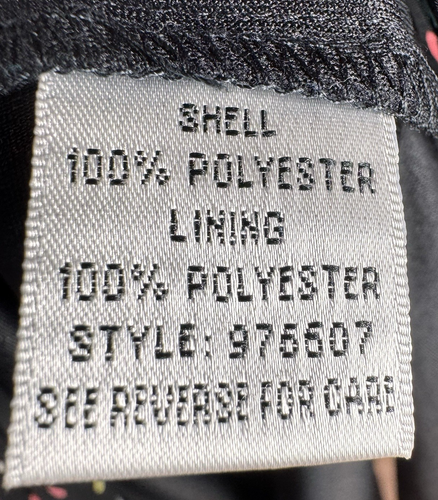 SHELL
100% POLYESTER
LINING
100% POLYESTER
STYLE: 976607
SEE REVERSE FOR CARE